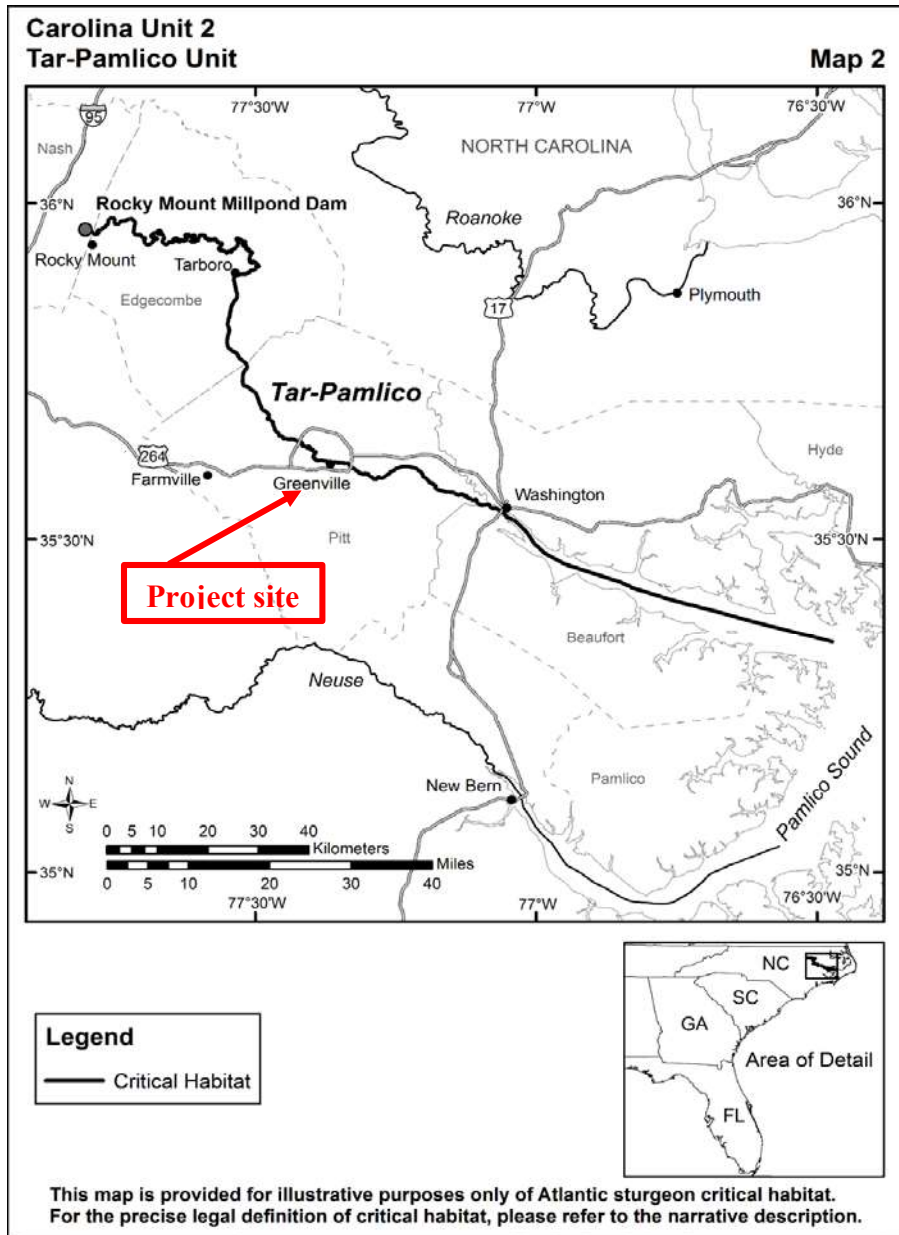 Carolina Unit 2
Tar-Pamlico Unit
Map 2
77°30'W
77°W
76°30'W
95
Nash
NORTH CAROLINA
36°N
36°N
Rocky Mount Millpond Dam
Roanoke
Rocky Mount
Tarboro
Edgecombe
17
Plymouth
Tar-Pamlico
Hyde
264
Farmville
Greenville
Washington
35°30'N
Pitt
35°30'N
Project site
Beaufort
Neuse
Pamlico Sound
New Bern
Pamlico
N
W E
S
0 5 10 20 30 40
Kilometers
Miles
0 5 10 20 30 40
35°N
35°N
77°30'W
77°W
76°30'W
NC
SC
GA
Area of Detail
FL
Legend
Critical Habitat
This map is provided for illustrative purposes only of Atlantic sturgeon critical habitat.
For the precise legal definition of critical habitat, please refer to the narrative description.